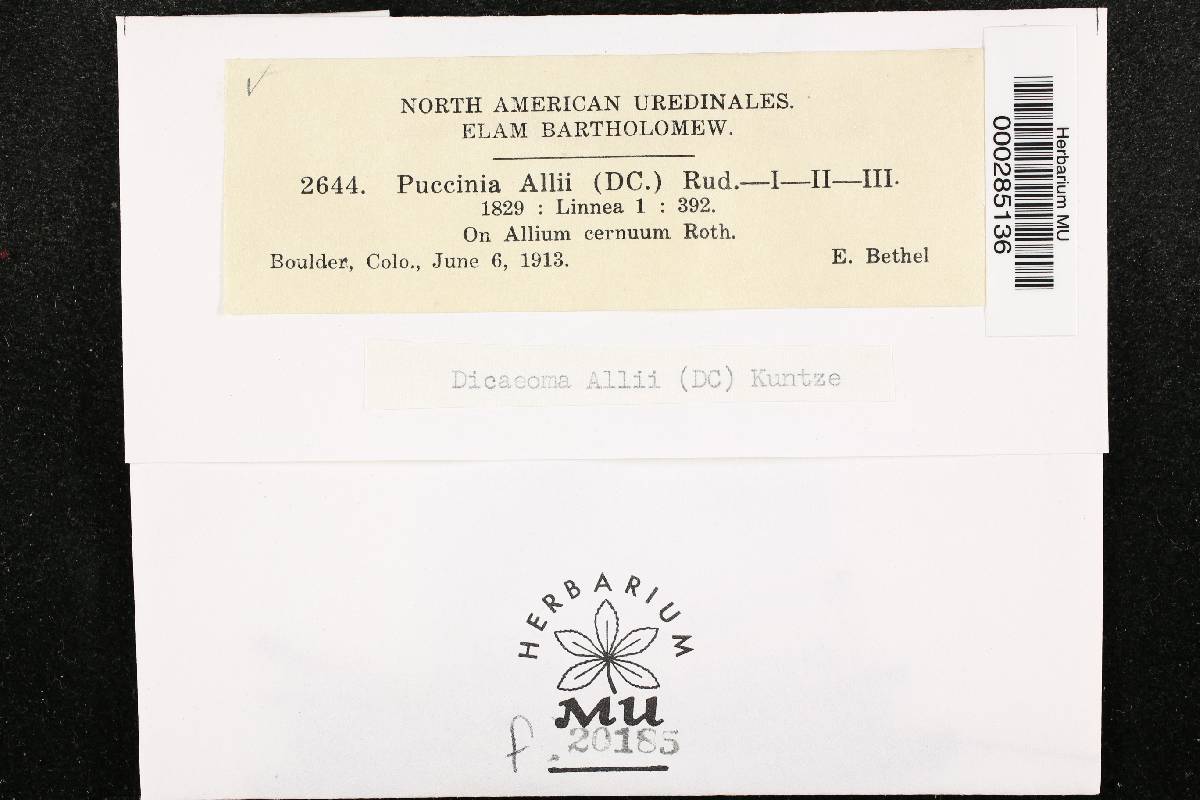 NORTH AMERICAN UREDINALES.
ELAM BARTHOLOMEW.
2644. Puccinia Allii (DC.) Rud.—I—II—III.
1829 : Linnea 1 : 392.
On Allium cernuum Roth.
Boulder, Colo., June 6, 1913. E. Bethel
Herbarium MU
000285136
Dicaeoma Allii (DC) Kuntze
HERBARIUM
MU
f. 20185